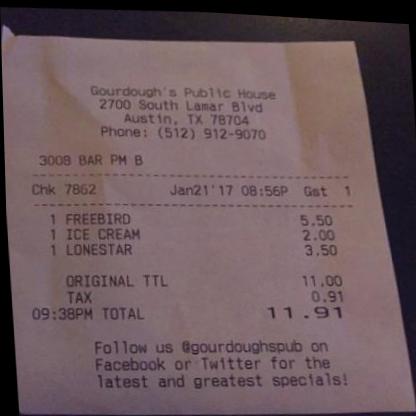 Gourdough's Public House
2700 South Lamar Blvd
Austin, TX 78704
Phone: (512) 912-9070
3008 BAR PM B
Chk 7862 Jan21'17 08:56P Gst 1
1 FREEBIRD 5.50
1 ICE CREAM 2.00
1 LONESTAR 3.50
ORIGINAL TTL 11.00
TAX 0.91
09:38PM TOTAL 11.91
Follow us @gourdoughspub on
Facebook or Twitter for the
latest and greatest specials!